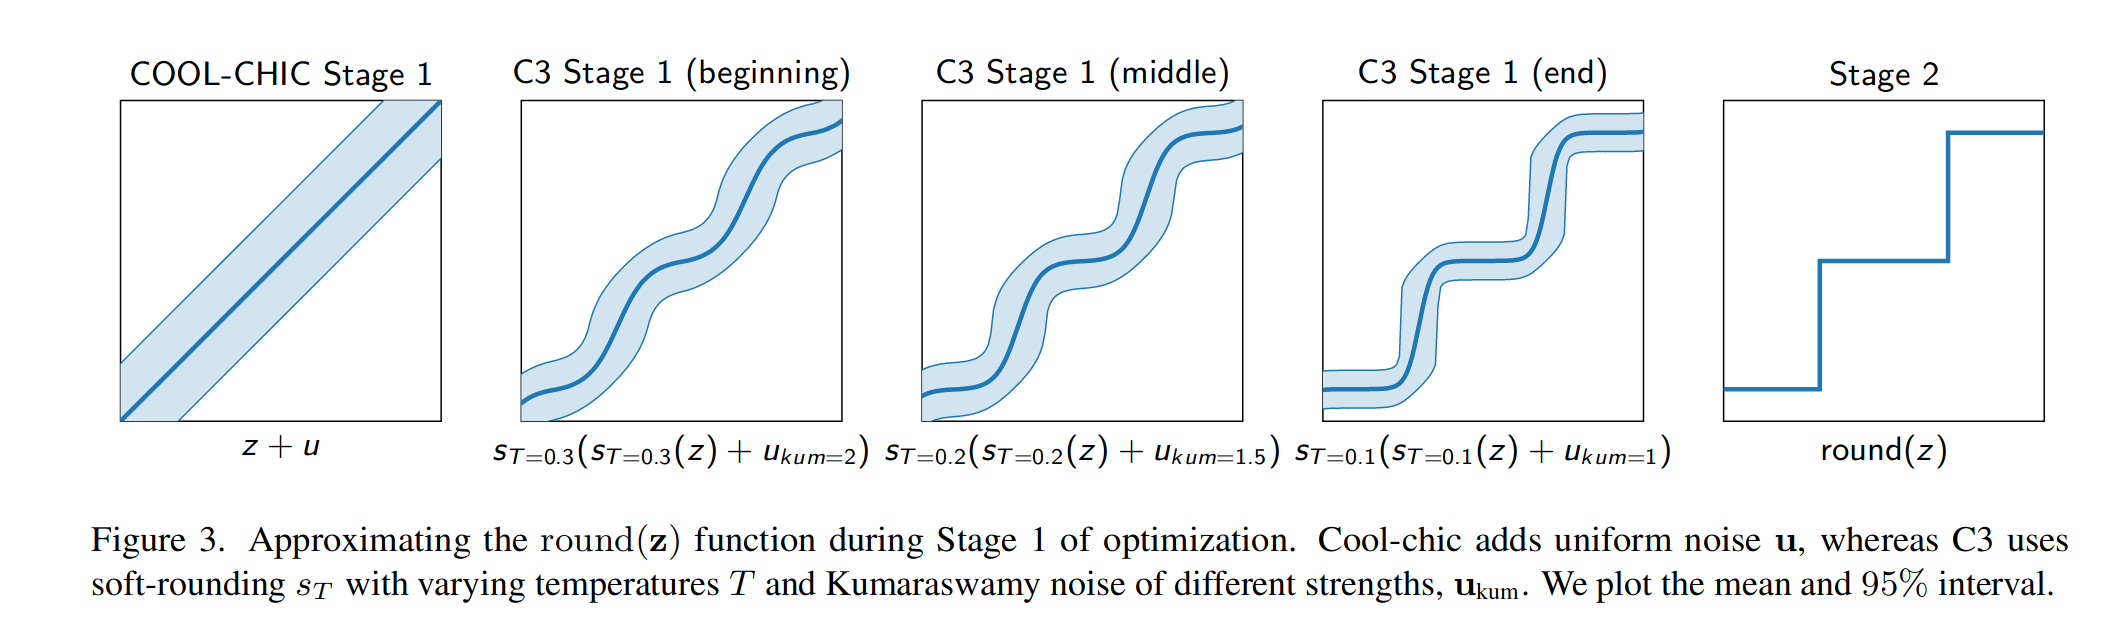 COOL-CHIC Stage 1
C3 Stage 1 (beginning)
C3 Stage 1 (middle)
C3 Stage 1 (end)
Stage 2
z + u
s_{T=0.3}(s_{T=0.3}(z) + u_{kum=2})
s_{T=0.2}(s_{T=0.2}(z) + u_{kum=1.5})
s_{T=0.1}(s_{T=0.1}(z) + u_{kum=1})
round(z)
Figure 3. Approximating the round(z) function during Stage 1 of optimization. Cool-chic adds uniform noise u, whereas C3 uses
soft-rounding s_T with varying temperatures T and Kumaraswamy noise of different strengths, u_{kum}. We plot the mean and 95% interval.